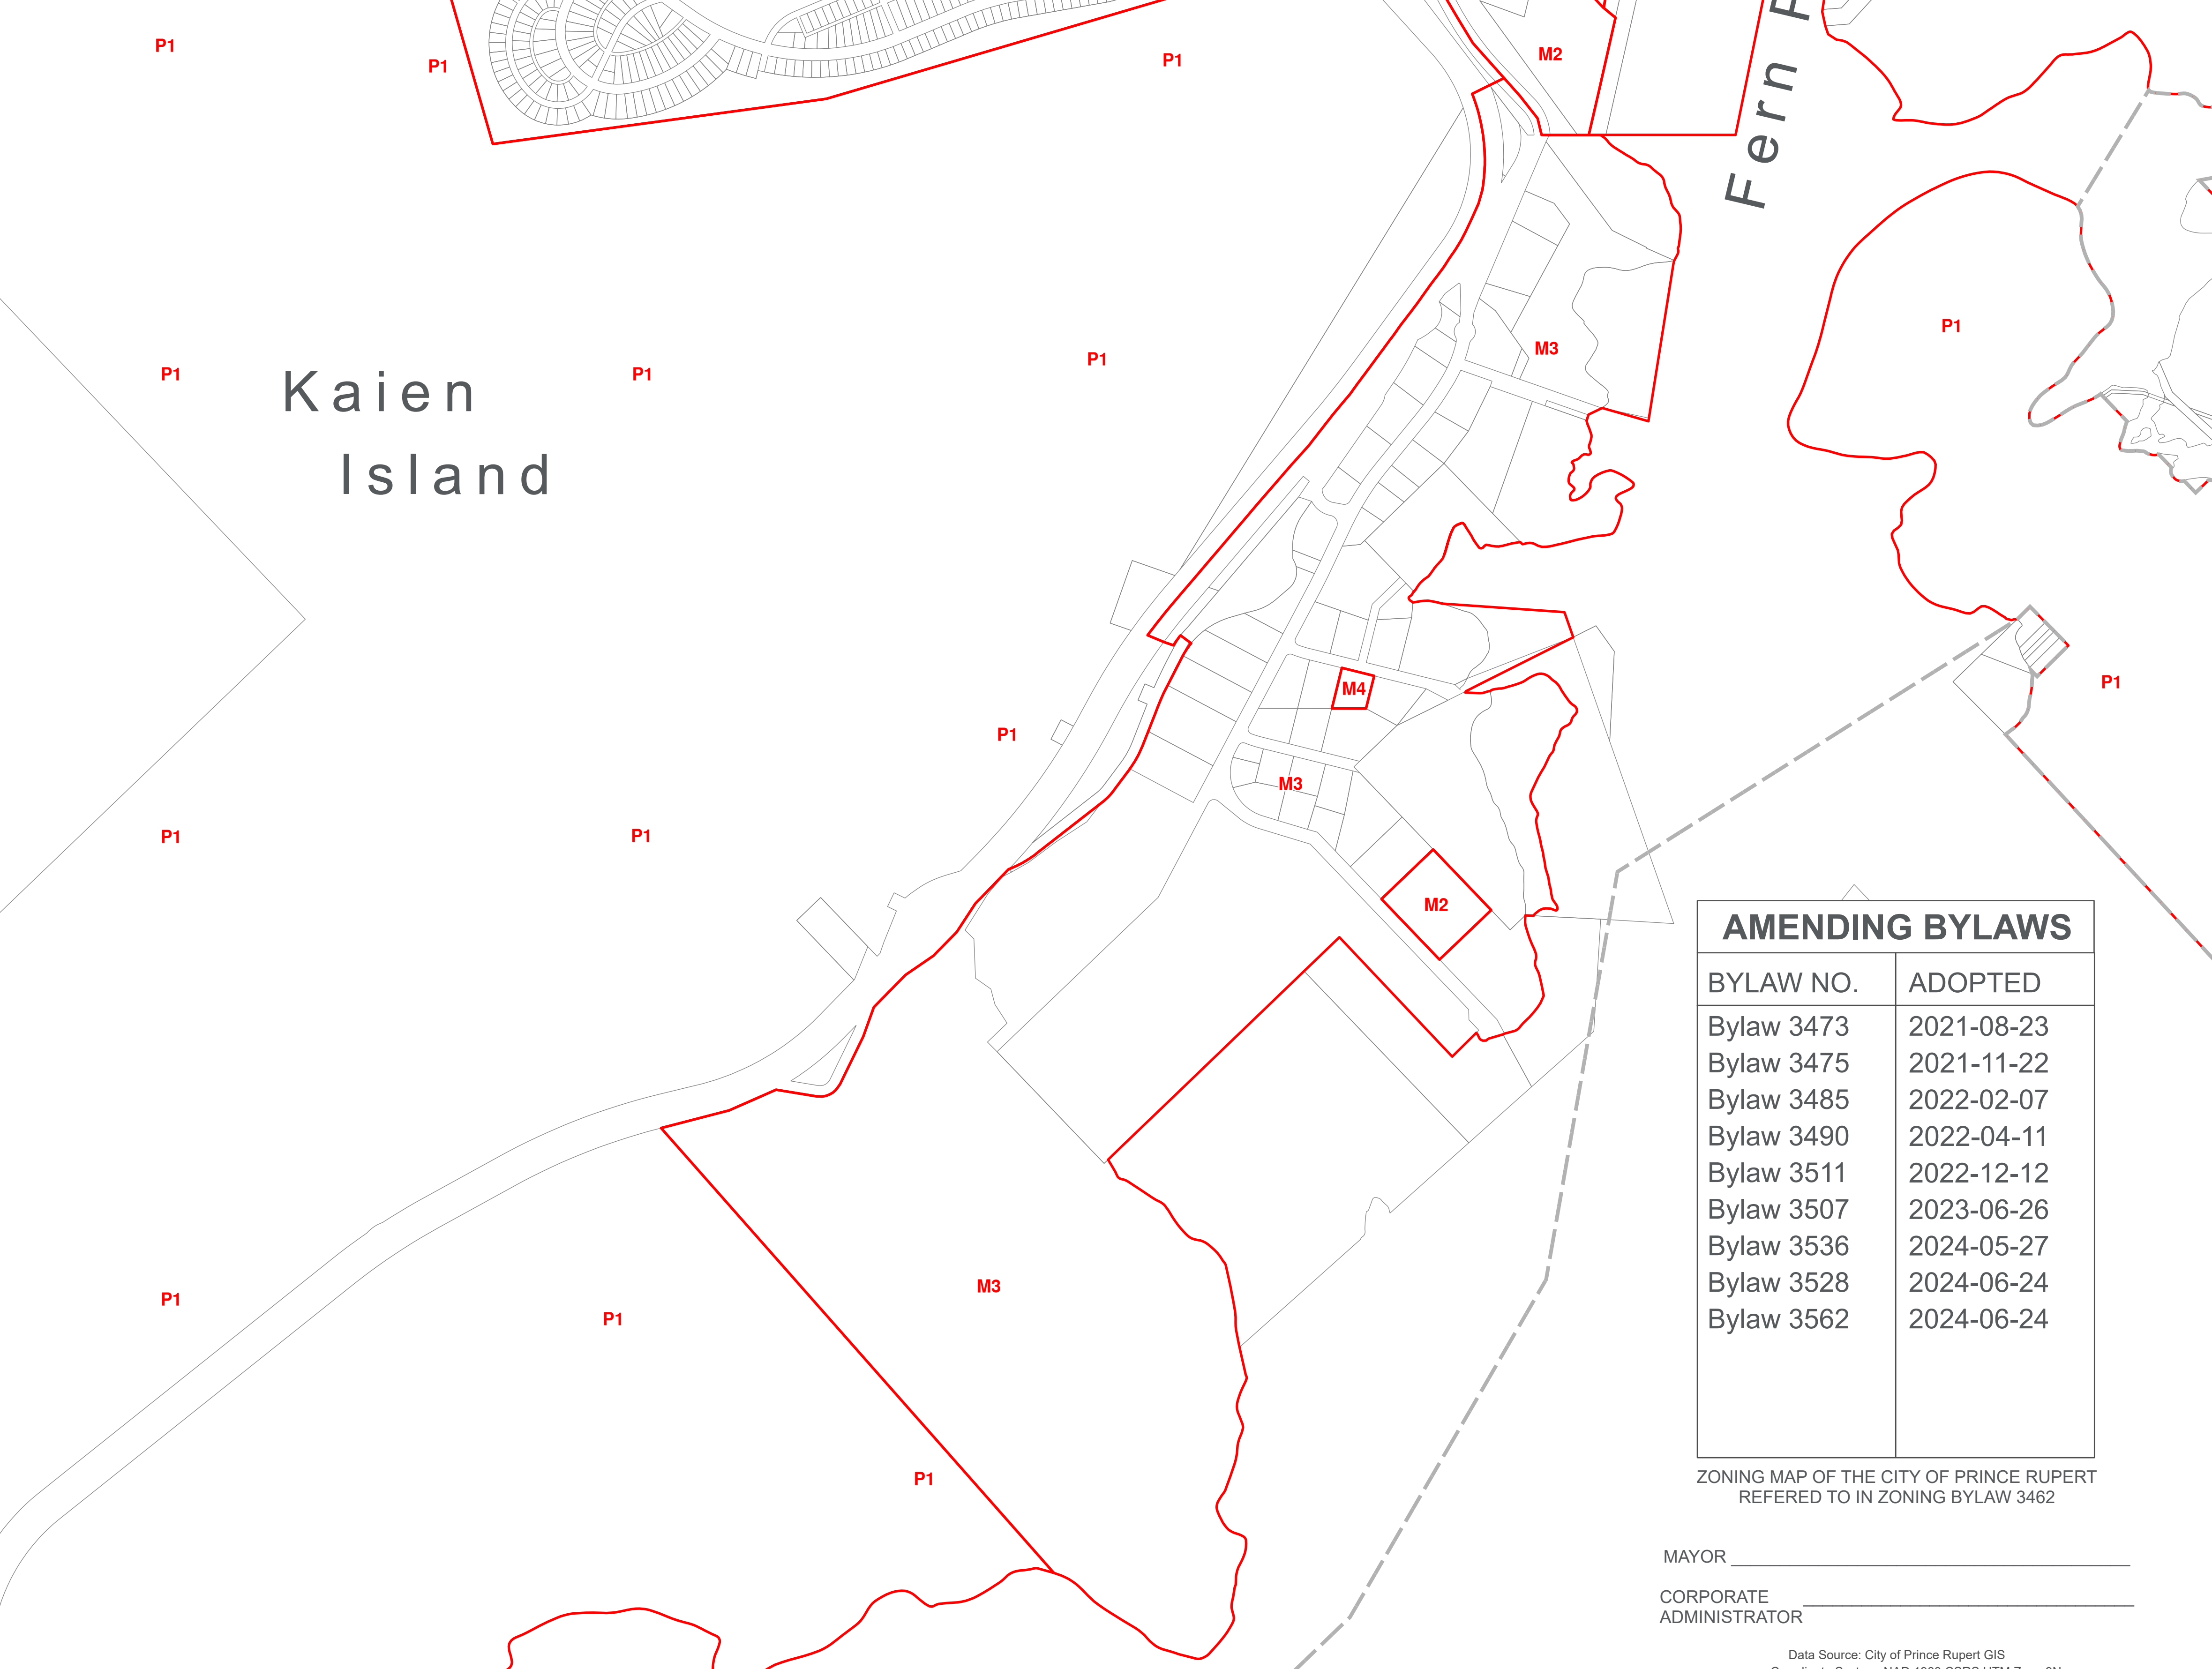 P1
P1
P1
M2
Fern
P1
M3
P1
P1
P1
Kaien
Island
P1
M4
P1
M3
P1
P1
M2
P1
M3
P1
P1
AMENDING BYLAWS
BYLAW NO. ADOPTED
Bylaw 3473 2021-08-23
Bylaw 3475 2021-11-22
Bylaw 3485 2022-02-07
Bylaw 3490 2022-04-11
Bylaw 3511 2022-12-12
Bylaw 3507 2023-06-26
Bylaw 3536 2024-05-27
Bylaw 3528 2024-06-24
Bylaw 3562 2024-06-24
P1
ZONING MAP OF THE CITY OF PRINCE RUPERT
REFERED TO IN ZONING BYLAW 3462
MAYOR
CORPORATE
ADMINISTRATOR
Data Source: City of Prince Rupert GIS